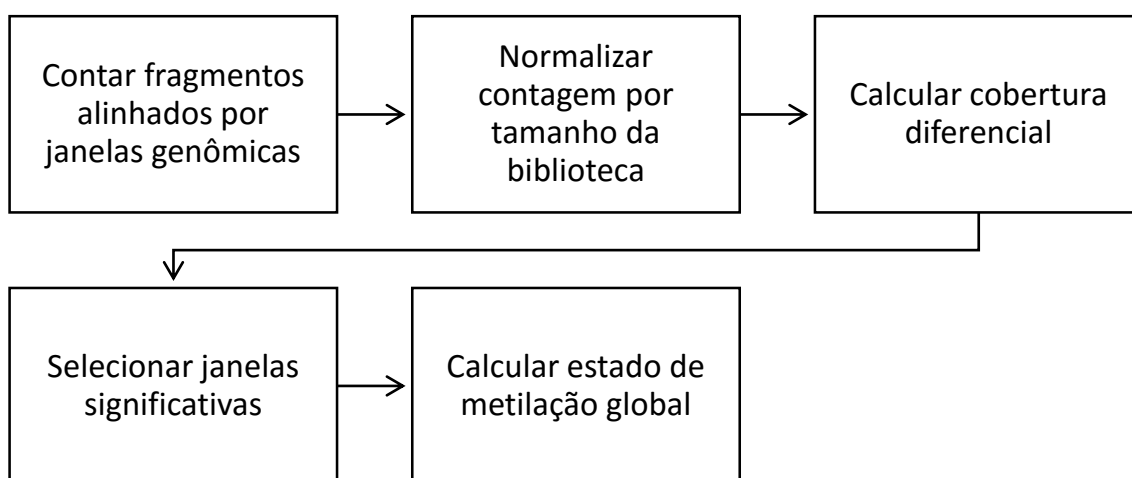 Contar fragmentos
alinhados por
janelas genômicas
Normalizar
contagem por
tamanho da
biblioteca
Calcular cobertura
diferencial
Selecionar janelas
significativas
Calcular estado de
metilação global